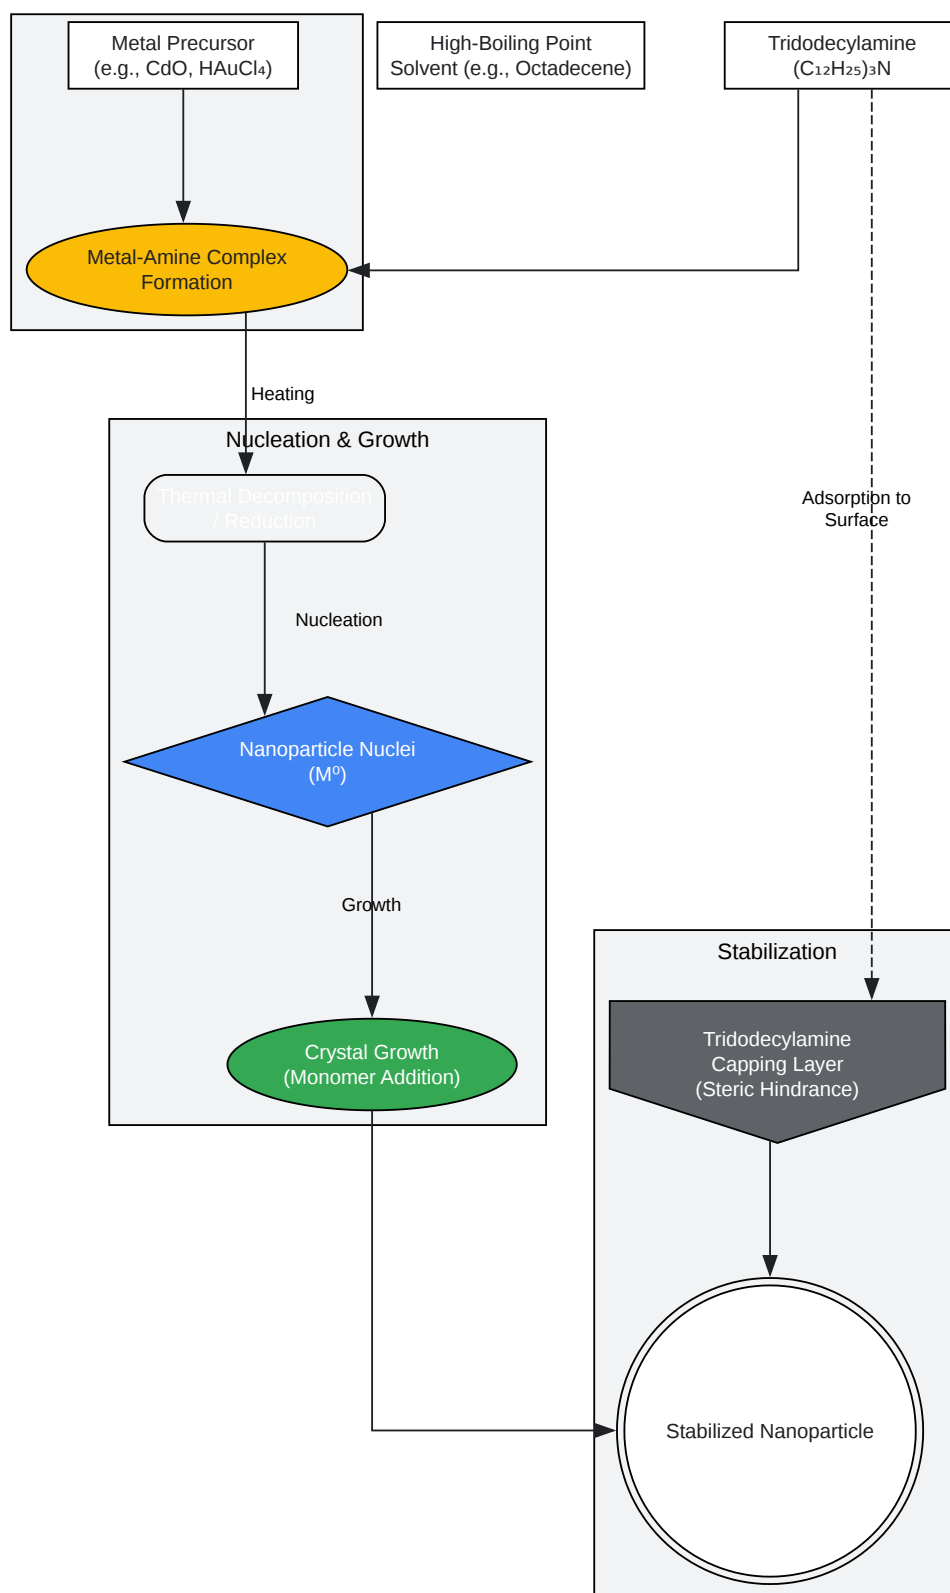 Metal Precursor
(e.g., CdO, HAuCl₄)
High-Boiling Point
Solvent (e.g., Octadecene)
Tridodecylamine
(C₁₂H₂₅)₃N
Metal-Amine Complex
Formation
Heating
Nucleation & Growth
Thermal Decomposition
/ Reduction
Adsorption to
Surface
Nucleation
Nanoparticle Nuclei
(M⁰)
Growth
Stabilization
Crystal Growth
(Monomer Addition)
Tridodecylamine
Capping Layer
(Steric Hindrance)
Stabilized Nanoparticle